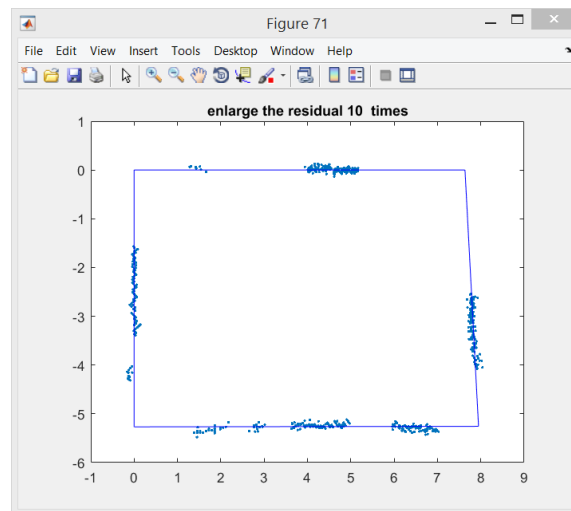 Figure 71
File Edit View Insert Tools Desktop Window Help
enlarge the residual 10  times
1
0
-1
-2
-3
-4
-5
-6
-1 0 1 2 3 4 5 6 7 8 9